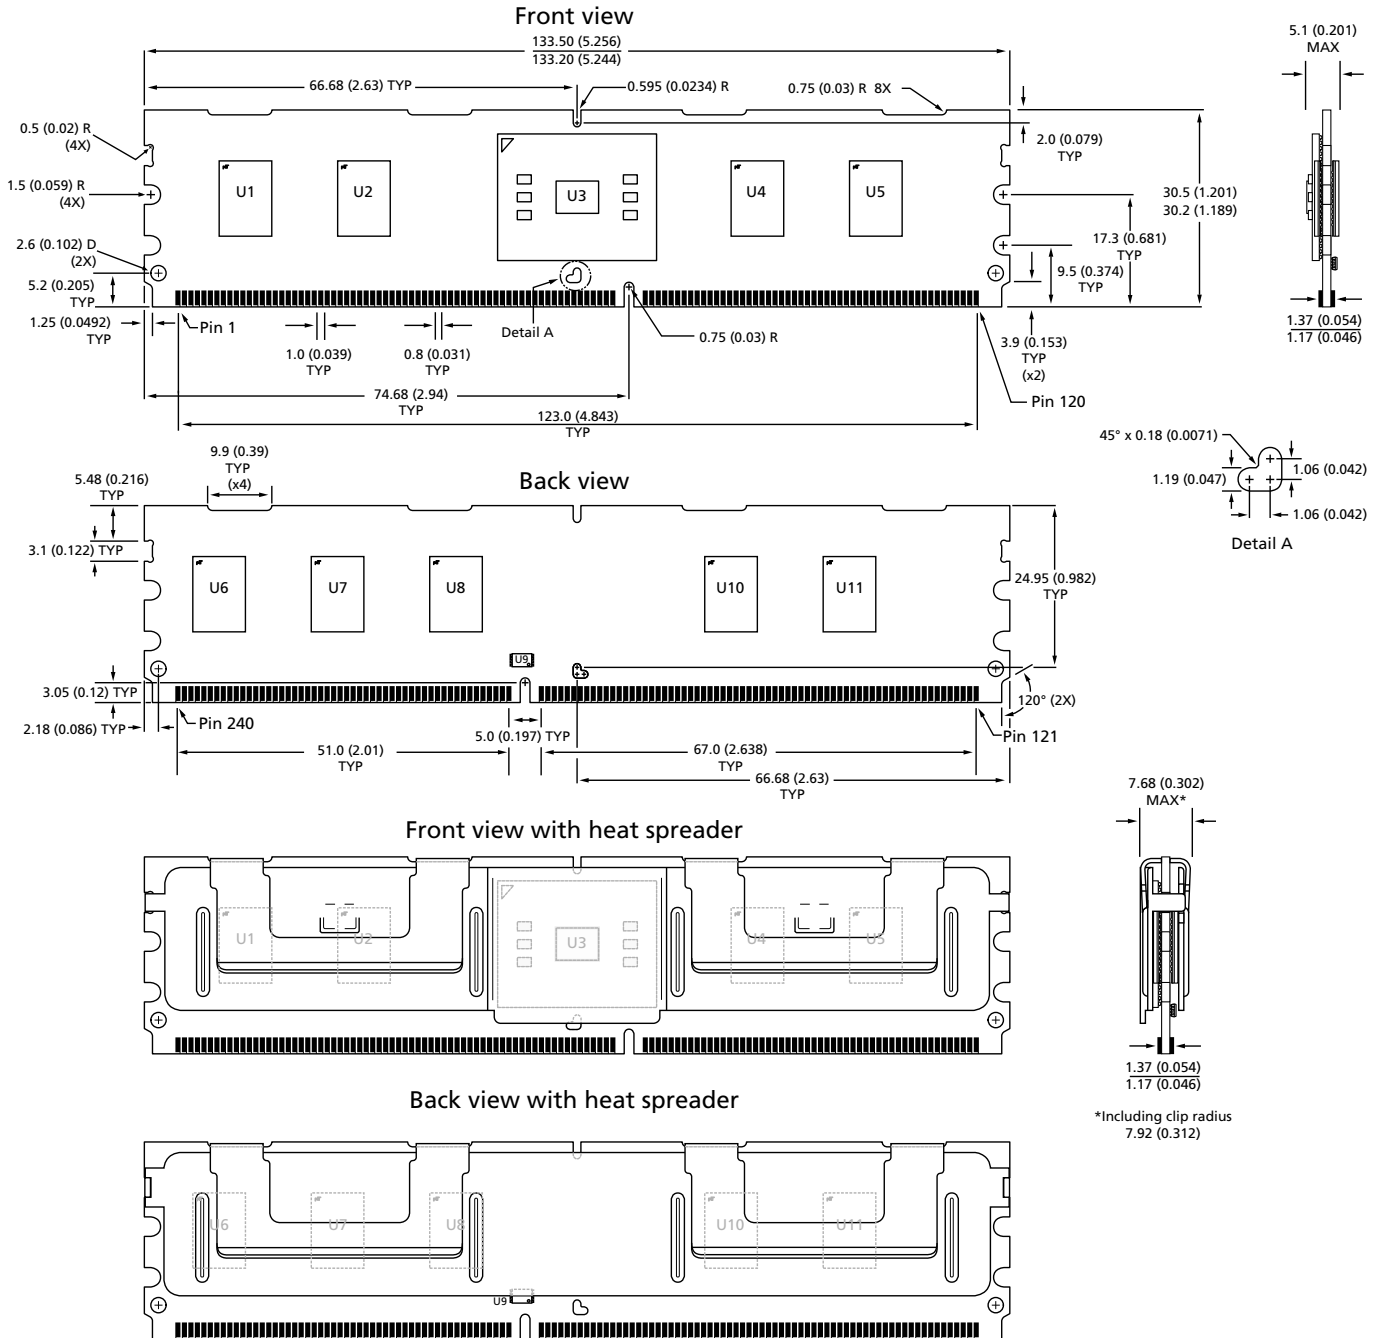 Front view
133.50 (5.256)
133.20 (5.244)
5.1 (0.201)
MAX
66.68 (2.63) TYP
0.595 (0.0234) R
0.75 (0.03) R 8X
0.5 (0.02) R
(4X)
2.0 (0.079)
TYP
1.5 (0.059) R
(4X)
U1
U2
U3
U4
U5
30.5 (1.201)
30.2 (1.189)
2.6 (0.102) D
(2X)
17.3 (0.681)
TYP
5.2 (0.205)
TYP
9.5 (0.374)
TYP
1.25 (0.0492)
TYP
Pin 1
1.0 (0.039)
TYP
0.8 (0.031)
TYP
Detail A
0.75 (0.03) R
3.9 (0.153)
TYP
(x2)
1.37 (0.054)
1.17 (0.046)
74.68 (2.94)
TYP
Pin 120
123.0 (4.843)
TYP
45° x 0.18 (0.0071)
1.19 (0.047)
1.06 (0.042)
1.06 (0.042)
Detail A
Back view
9.9 (0.39)
TYP
(x4)
5.48 (0.216)
TYP
3.1 (0.122) TYP
U6
U7
U8
U10
U11
24.95 (0.982)
TYP
U9
3.05 (0.12) TYP
120° (2X)
2.18 (0.086) TYP
Pin 240
5.0 (0.197) TYP
Pin 121
51.0 (2.01)
TYP
67.0 (2.638)
TYP
66.68 (2.63)
TYP
7.68 (0.302)
MAX*
Front view with heat spreader
U1
U2
U3
U4
U5
1.37 (0.054)
1.17 (0.046)
*Including clip radius
7.92 (0.312)
Back view with heat spreader
U6
U7
U8
U10
U11
U9